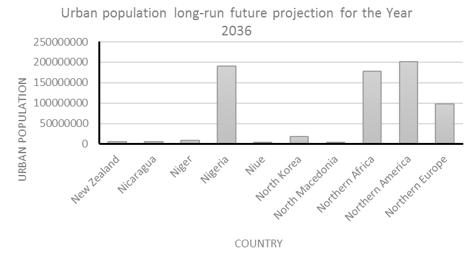 Urban population long-run future projection for the Year
2036
250000000
200000000
150000000
100000000
50000000
0
URBAN POPULATION
New Zealand
Nicaragua
Niger
Nigeria
Niue
North Korea
North Macedonia
Northern Africa
Northern America
Northern Europe
COUNTRY